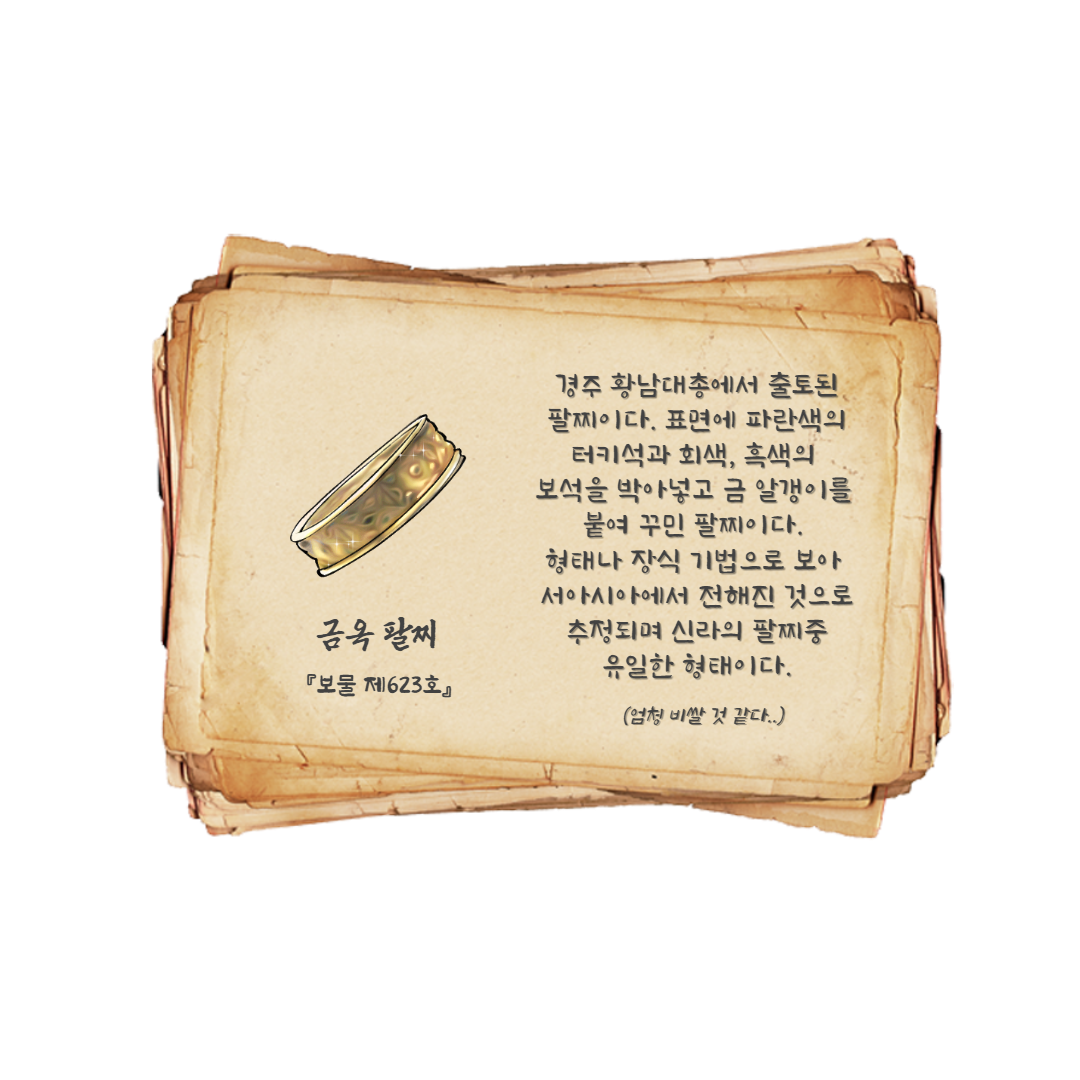 금옥 팔찌
『보물 제623호』
경주 황남대총에서 출토된
팔찌이다. 표면에 파란색의
터키석과 회색, 흑색의
보석을 박아넣고 금 알갱이를
붙여 꾸민 팔찌이다.
형태나 장식 기법으로 보아
서아시아에서 전해진 것으로
추정되며 신라의 팔찌중
유일한 형태이다.
(엄청 비쌀 것 같다..)